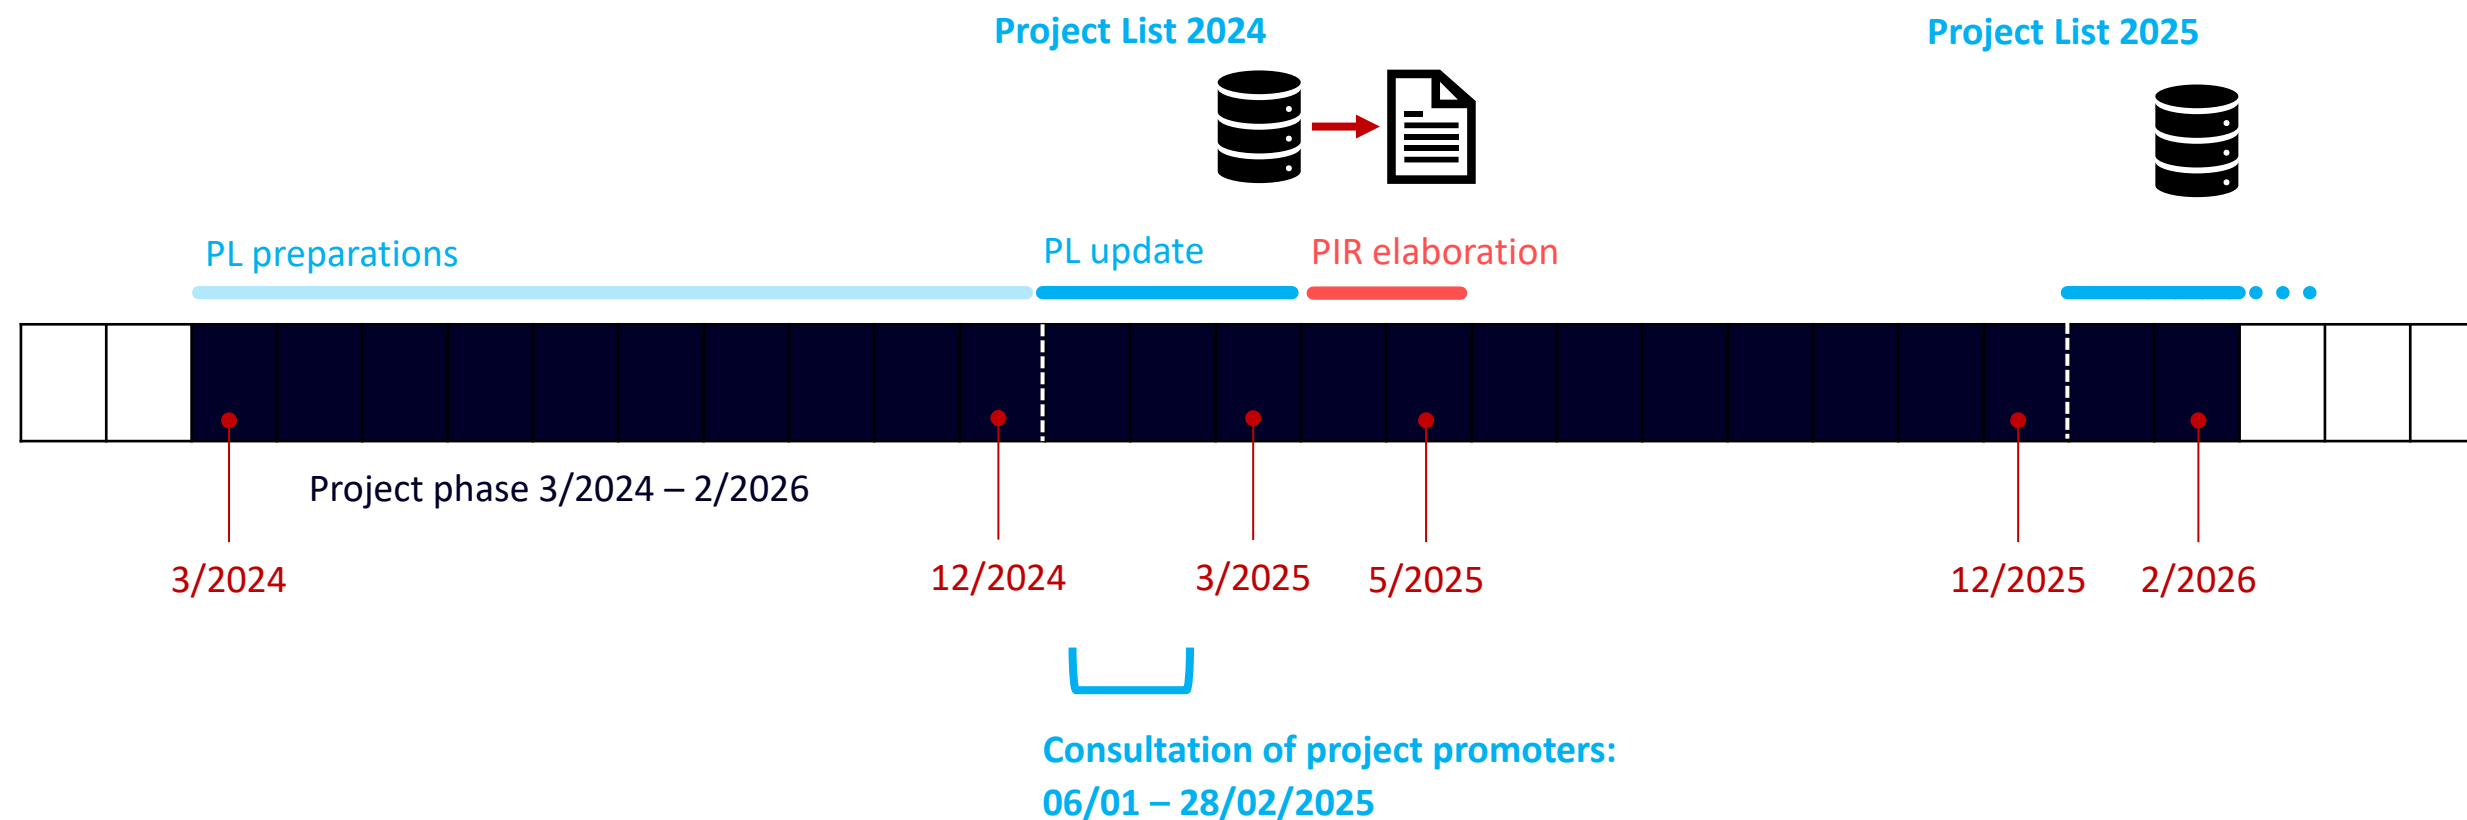 Project List 2024
Project List 2025
PL preparations
PL update
PIR elaboration
Project phase 3/2024 – 2/2026
3/2024
12/2024
3/2025
5/2025
12/2025
2/2026
Consultation of project promoters:
06/01 – 28/02/2025